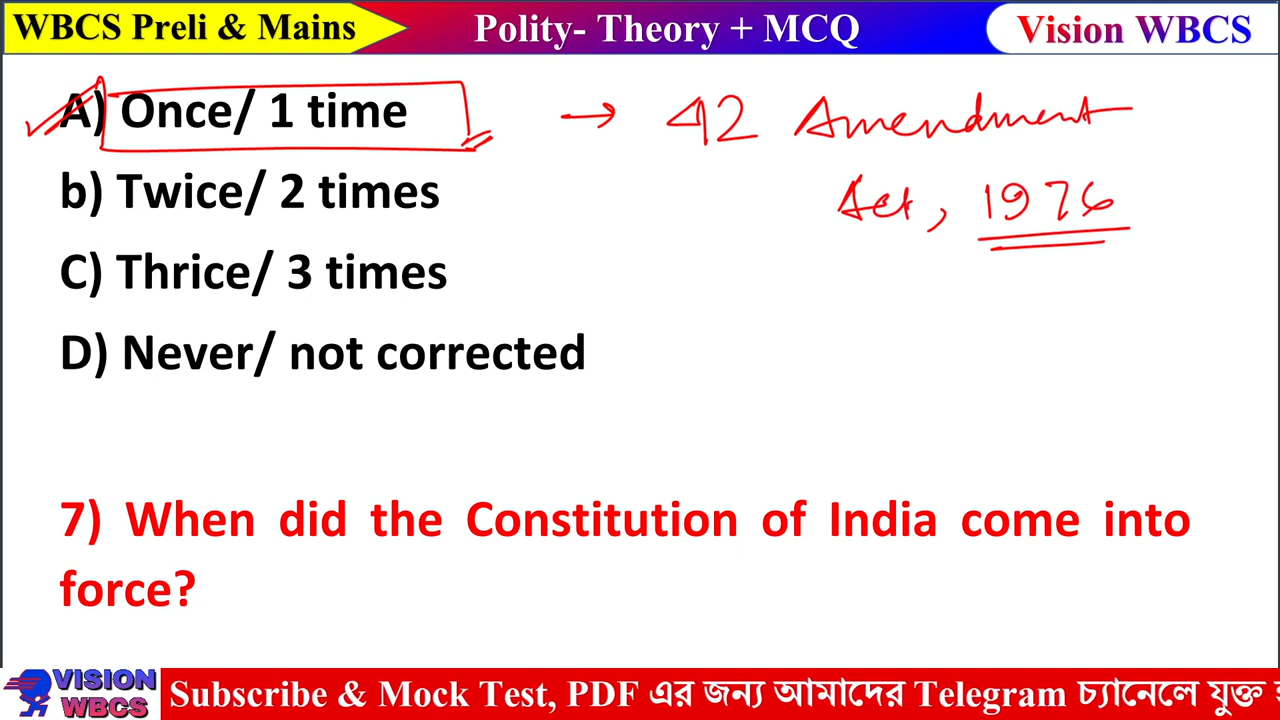 WBCS Preli & Mains
Polity- Theory + MCQ
Vision WBCS
A) Once/ 1 time → 42 Amendment
Act, 1976
b) Twice/ 2 times
C) Thrice/ 3 times
D) Never/ not corrected
7) When did the Constitution of India come into
force?
VISION
WBCS
Subscribe & Mock Test, PDF এর জন্য আমাদের Telegram চ্যানেলে যুক্ত